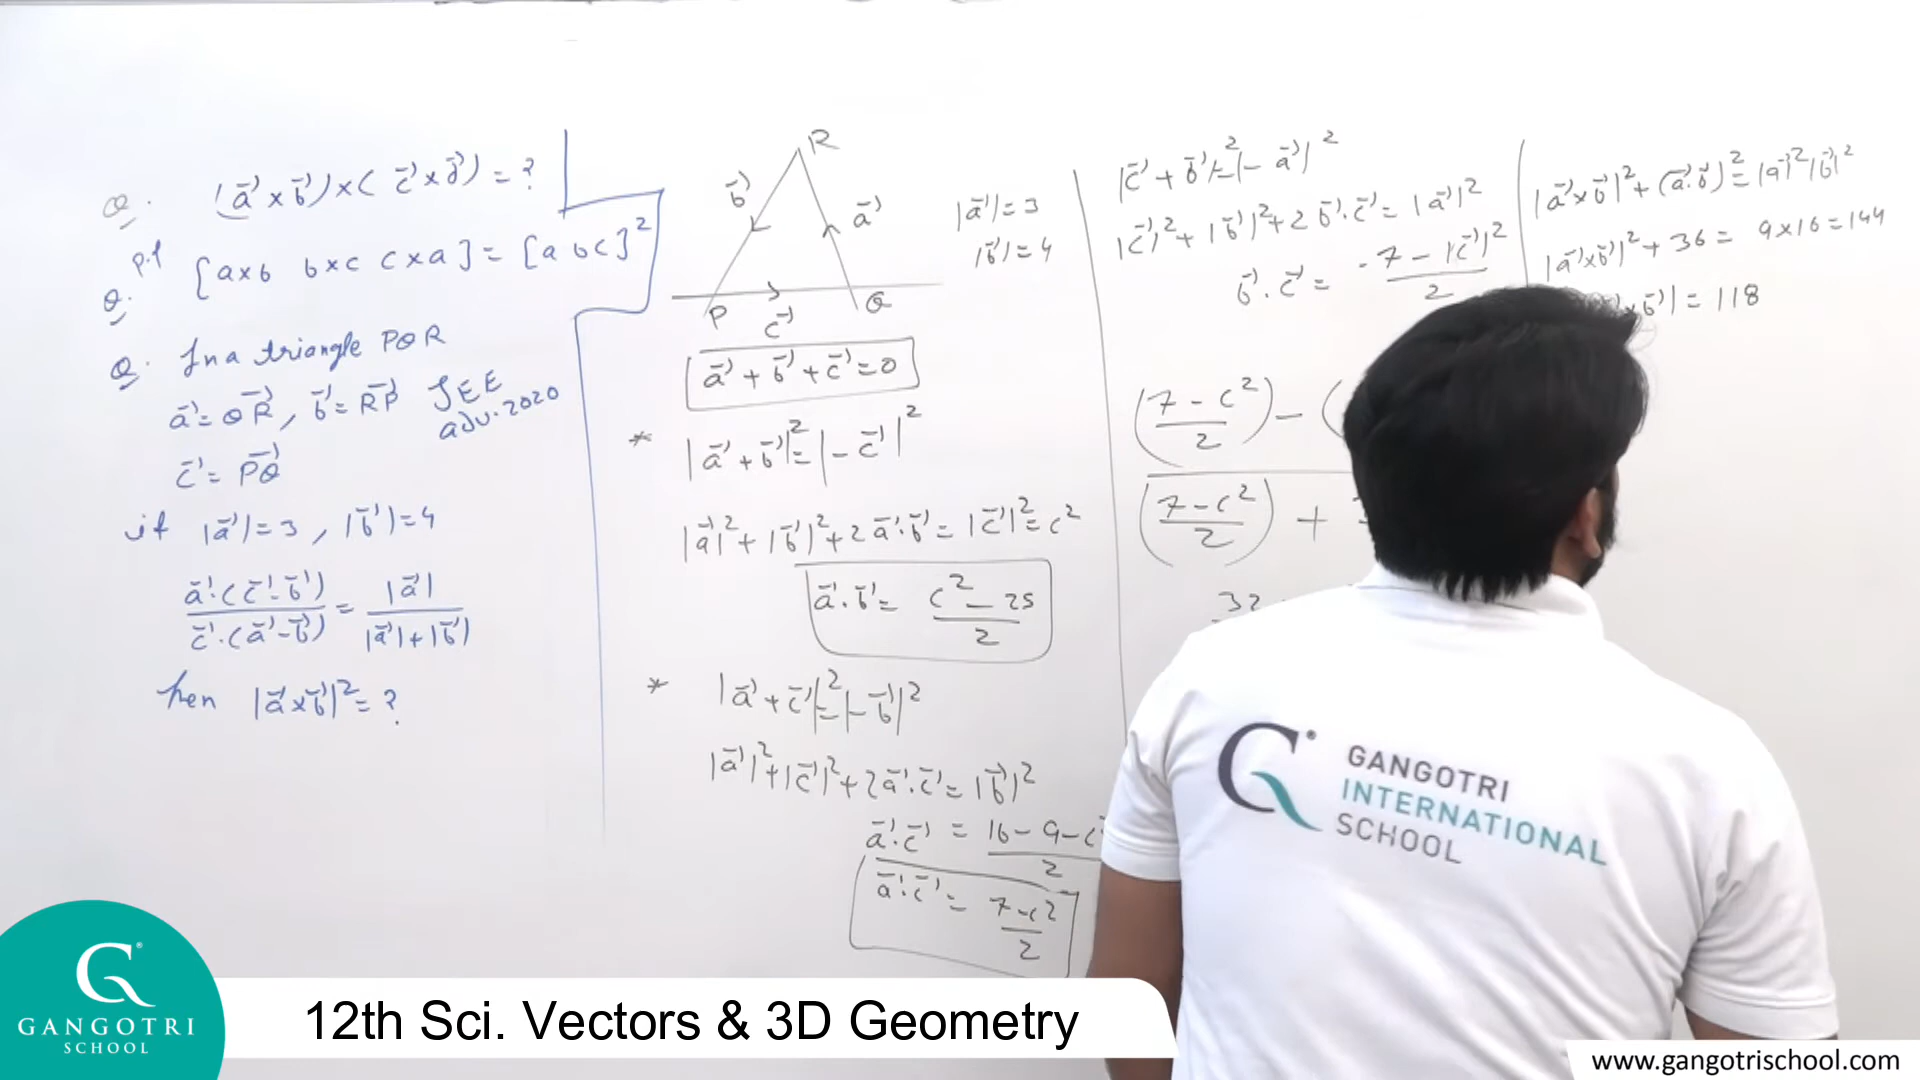 Q. (a⃗ × b⃗) × (c⃗ × d⃗) = ?
Q. P.T [a×b b×c c×a] = [a b c]²
Q. In a triangle PQR
a⃗ = QR⃗, b⃗ = RP⃗ JEE
adv. 2020
c⃗ = PQ⃗
if |a⃗| = 3, |b⃗| = 4
a⃗·(c⃗-b⃗) / c⃗·(a⃗-b⃗) = |a⃗| / |a⃗|+|b⃗|
then |a⃗×b⃗|² = ?
R
b⃗ a⃗
P Q
c⃗
|a⃗| = 3
|b⃗| = 4
a⃗ + b⃗ + c⃗ = 0
* |a⃗ + b⃗|² = |-c⃗|²
|a⃗|² + |b⃗|² + 2a⃗·b⃗ = |c⃗|² = c²
a⃗·b⃗ = c² - 25 / 2
* |a⃗ + c⃗|² = |-b⃗|²
|a⃗|² + |c⃗|² + 2a⃗·c⃗ = |b⃗|²
a⃗·c⃗ = 16 - 9 - c / 2
a⃗·c⃗ = 7-c² / 2
|c⃗ + b⃗|² = |-a⃗|²
|c⃗|² + |b⃗|² + 2b⃗·c⃗ = |a⃗|²
b⃗·c⃗ = -7 - |c⃗|² / 2
(7 - c² / 2) - (
(7 - c² / 2) +
32
|a⃗×b⃗|² + (a⃗·b⃗)² = |a⃗|²|b⃗|²
|a⃗×b⃗|² + 36 = 9×16 = 144
×b⃗| = 118
GANGOTRI
INTERNATIONAL
SCHOOL
GANGOTRI
SCHOOL
12th Sci. Vectors & 3D Geometry
www.gangotrischool.com